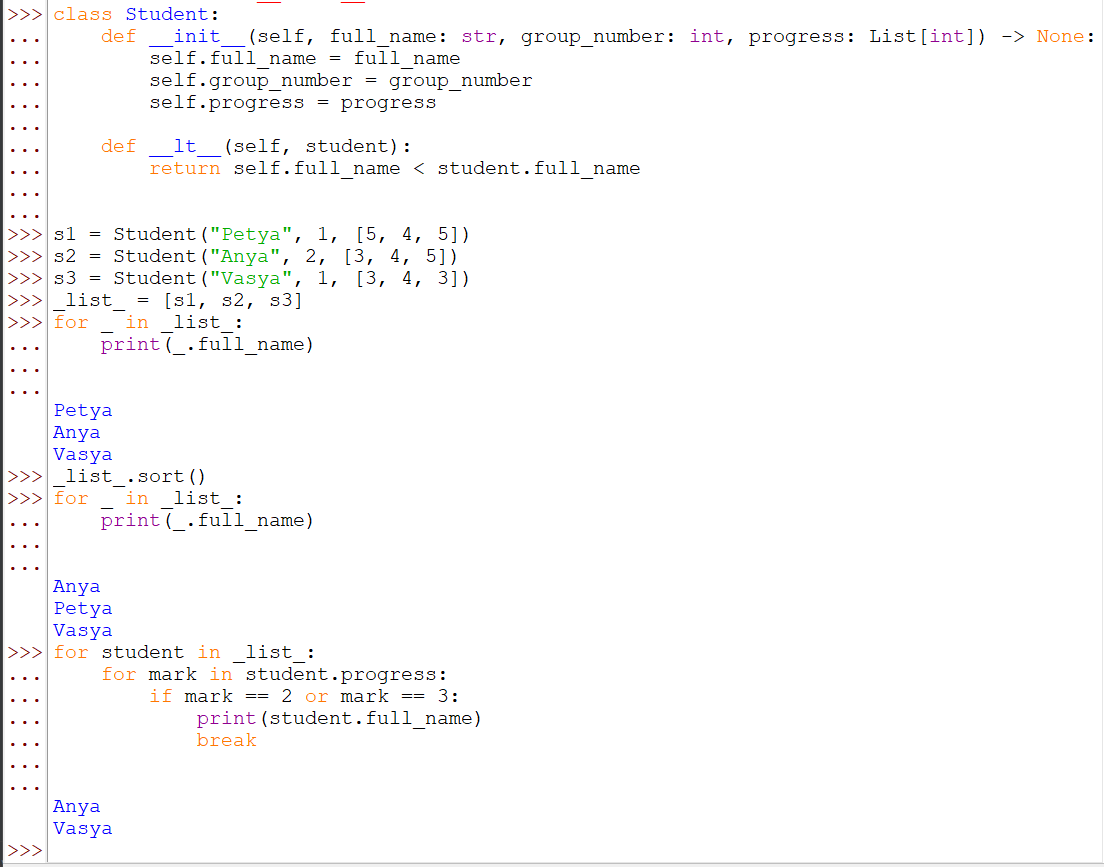 >>> class Student:
...     def __init__(self, full_name: str, group_number: int, progress: List[int]) -> None:
...         self.full_name = full_name
...         self.group_number = group_number
...         self.progress = progress
...
...     def __lt__(self, student):
...         return self.full_name < student.full_name
...
...
>>> s1 = Student("Petya", 1, [5, 4, 5])
>>> s2 = Student("Anya", 2, [3, 4, 5])
>>> s3 = Student("Vasya", 1, [3, 4, 3])
>>> _list_ = [s1, s2, s3]
>>> for _ in _list_:
...     print(_.full_name)
...
...
Petya
Anya
Vasya
>>> _list_.sort()
>>> for _ in _list_:
...     print(_.full_name)
...
...
Anya
Petya
Vasya
>>> for student in _list_:
...     for mark in student.progress:
...         if mark == 2 or mark == 3:
...             print(student.full_name)
...             break
...
...
Anya
Vasya
>>>